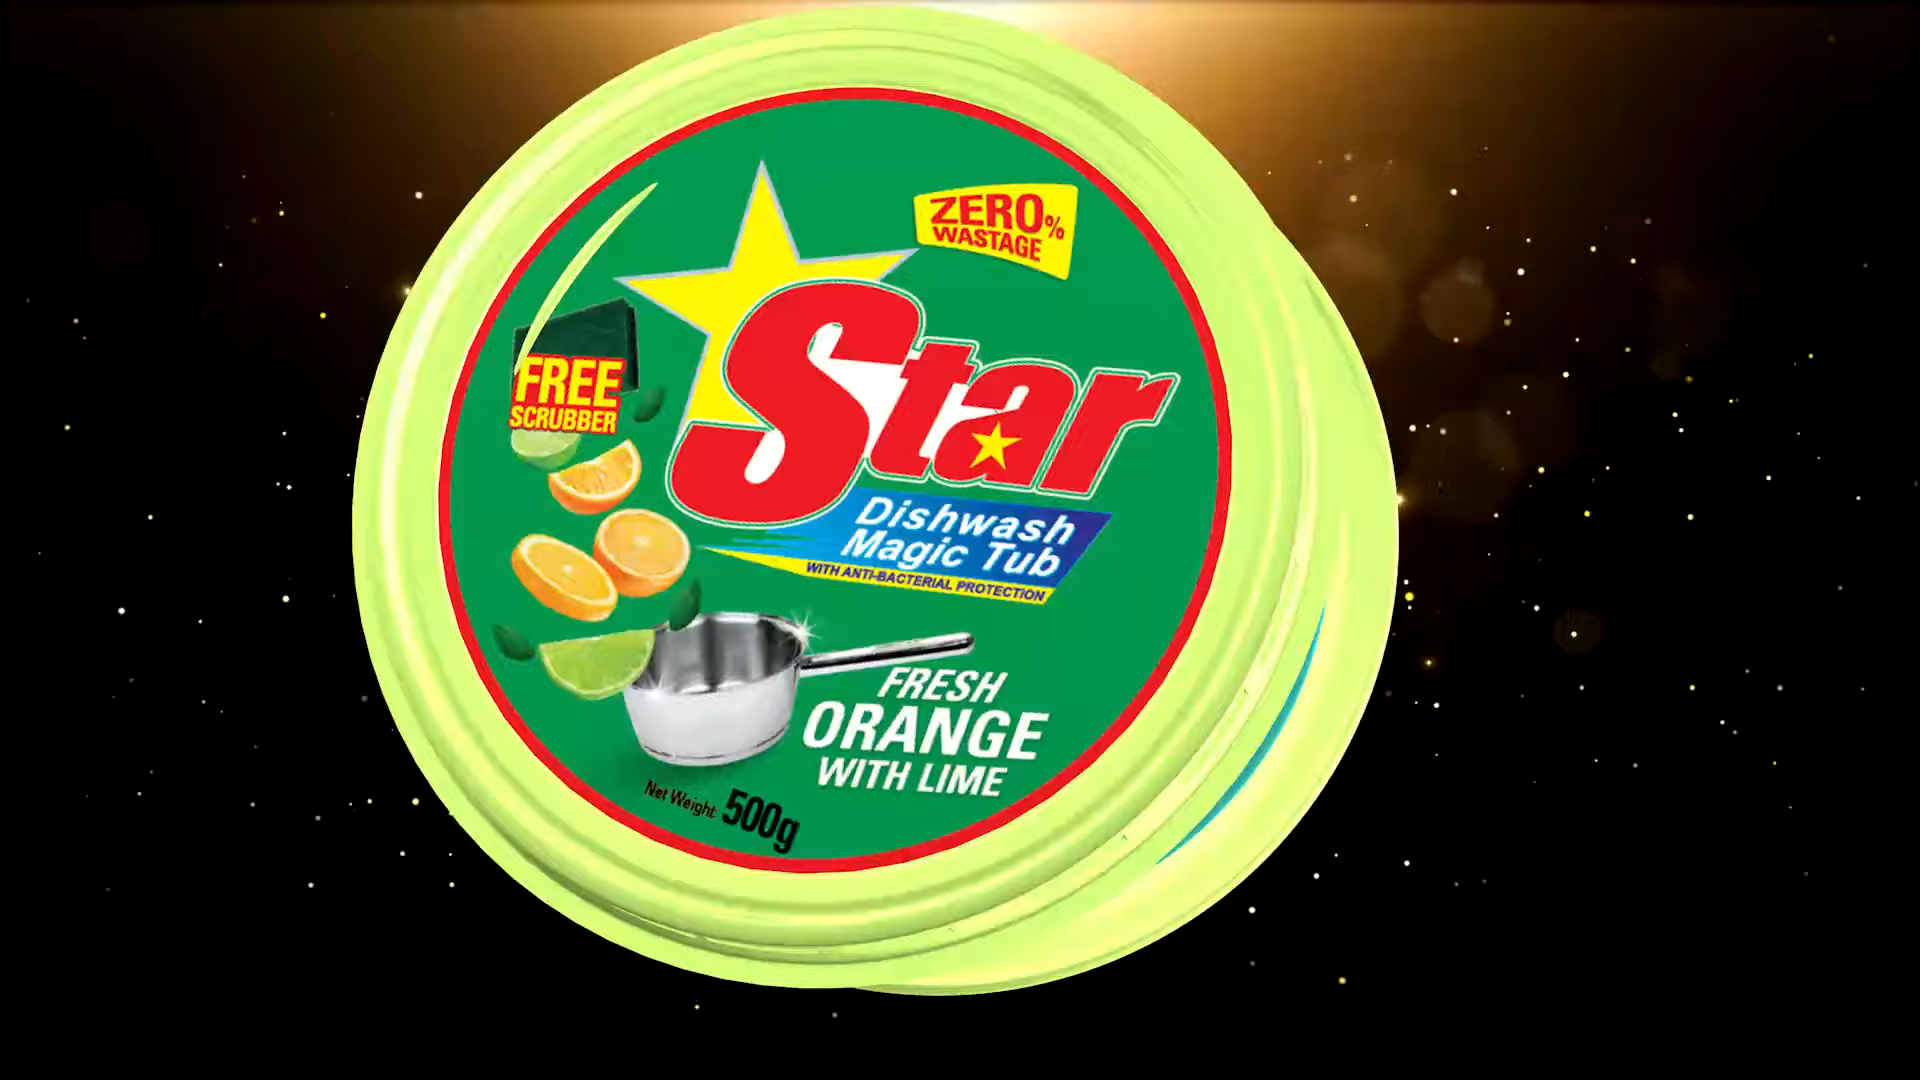 ZERO%
WASTAGE
Star
FREE
SCRUBBER
Dishwash
Magic Tub
WITH ANTI-BACTERIAL PROTECTION
FRESH
ORANGE
WITH LIME
Net Weight: 500g